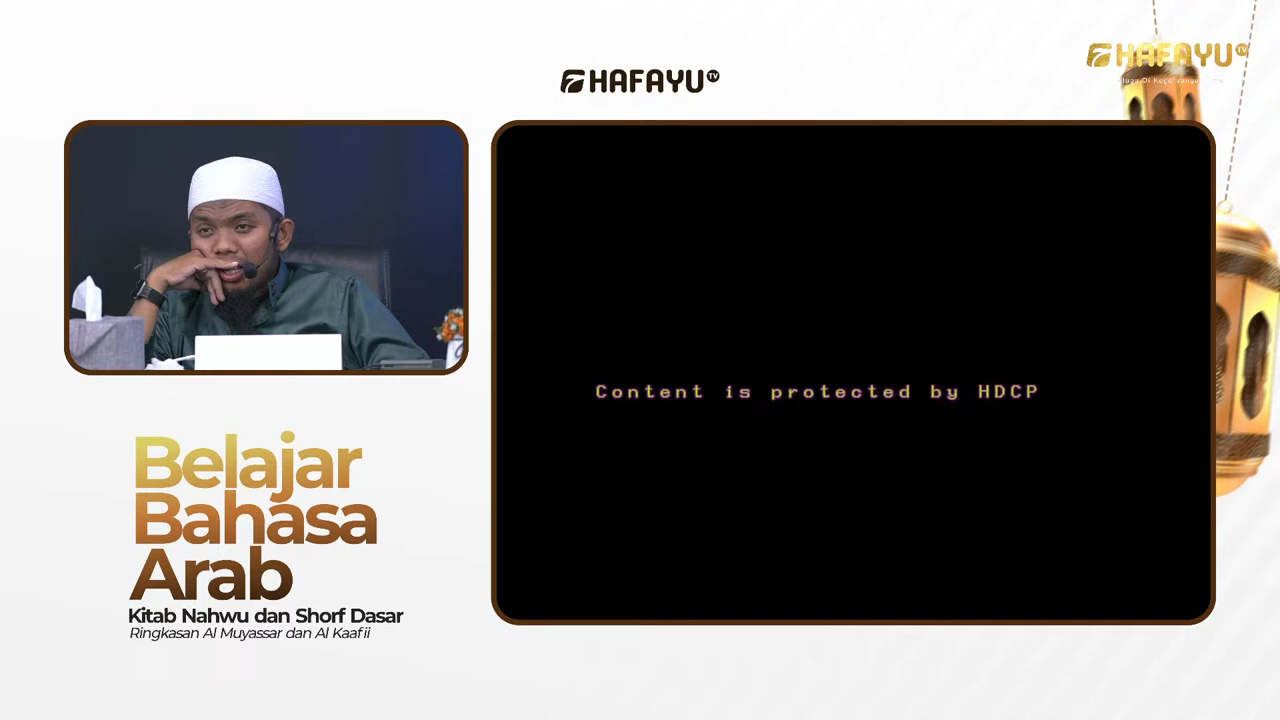 HAFAYU TV
HAFAYU TV
Content is protected by HDCP
Belajar
Bahasa
Arab
Kitab Nahwu dan Shorf Dasar
Ringkasan Al Muyassar dan Al Kaafii